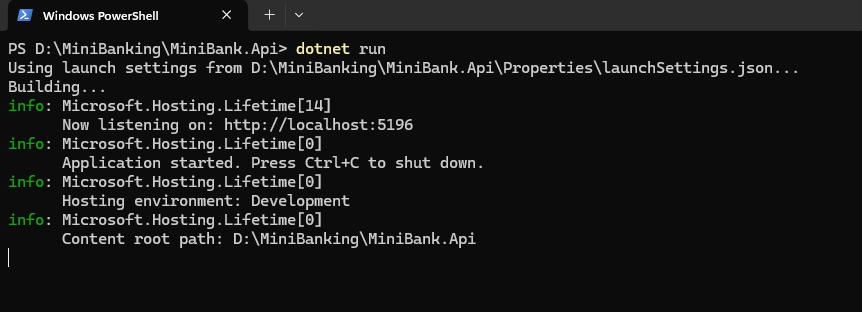 Windows PowerShell
PS D:\MiniBanking\MiniBank.Api> dotnet run
Using launch settings from D:\MiniBanking\MiniBank.Api\Properties\launchSettings.json...
Building...
info: Microsoft.Hosting.Lifetime[14]
      Now listening on: http://localhost:5196
info: Microsoft.Hosting.Lifetime[0]
      Application started. Press Ctrl+C to shut down.
info: Microsoft.Hosting.Lifetime[0]
      Hosting environment: Development
info: Microsoft.Hosting.Lifetime[0]
      Content root path: D:\MiniBanking\MiniBank.Api